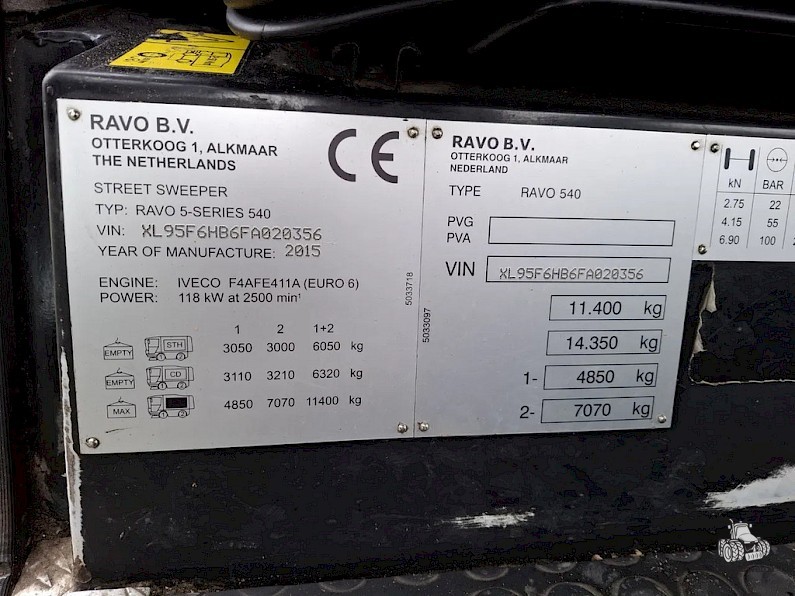 RAVO B.V.
OTTERKOOG 1, ALKMAAR
THE NETHERLANDS
CE
STREET SWEEPER
TYP: RAVO 5-SERIES 540
VIN: XL95F6HB6FA020356
YEAR OF MANUFACTURE: 2015
ENGINE: IVECO F4AFE411A (EURO 6)
POWER: 118 kW at 2500 min¹
1 2 1+2
EMPTY STH 3050 3000 6050 kg
EMPTY CD 3110 3210 6320 kg
MAX 4850 7070 11400 kg
5033718
RAVO B.V.
OTTERKOOG 1, ALKMAAR
NEDERLAND
TYPE RAVO 540
PVG
PVA
VIN XL95F6HB6FA020356
11.400 kg
14.350 kg
1- 4850 kg
2- 7070 kg
5033097
kN BAR
2.75 22
4.15 55
6.90 100